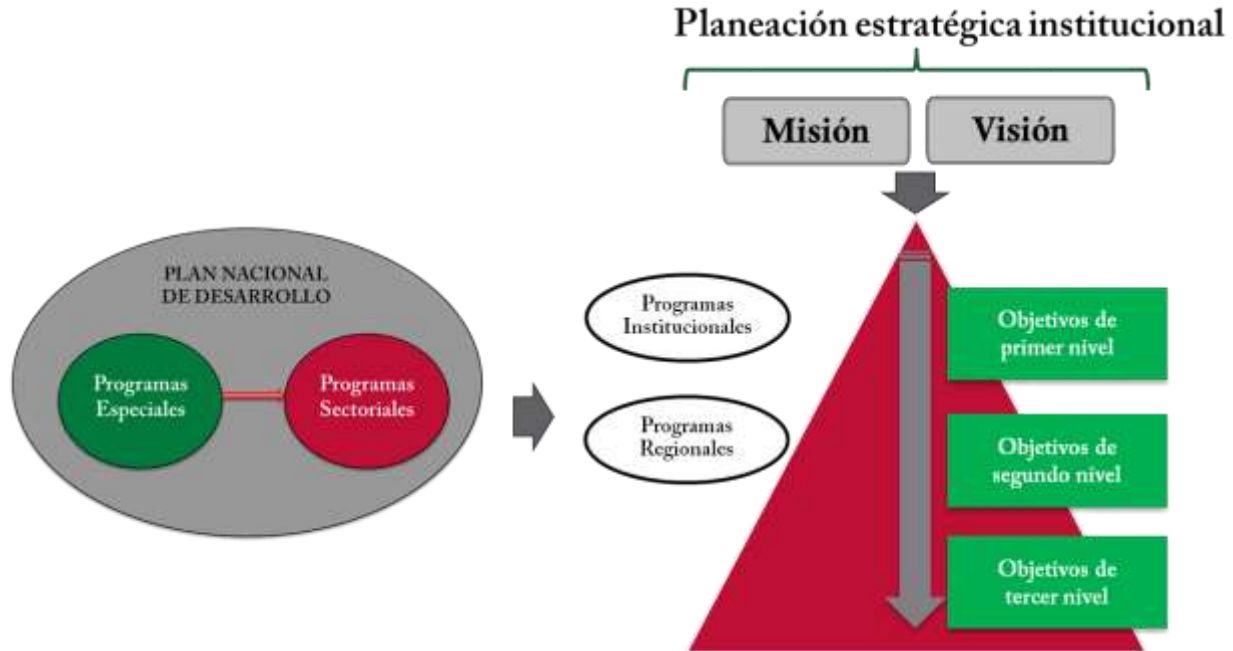 Planeación estratégica institucional
Misión
Visión
PLAN NACIONAL
DE DESARROLLO
Programas
Especiales
Programas
Sectoriales
Programas
Institucionales
Programas
Regionales
Objetivos de
primer nivel
Objetivos de
segundo nivel
Objetivos de
tercer nivel